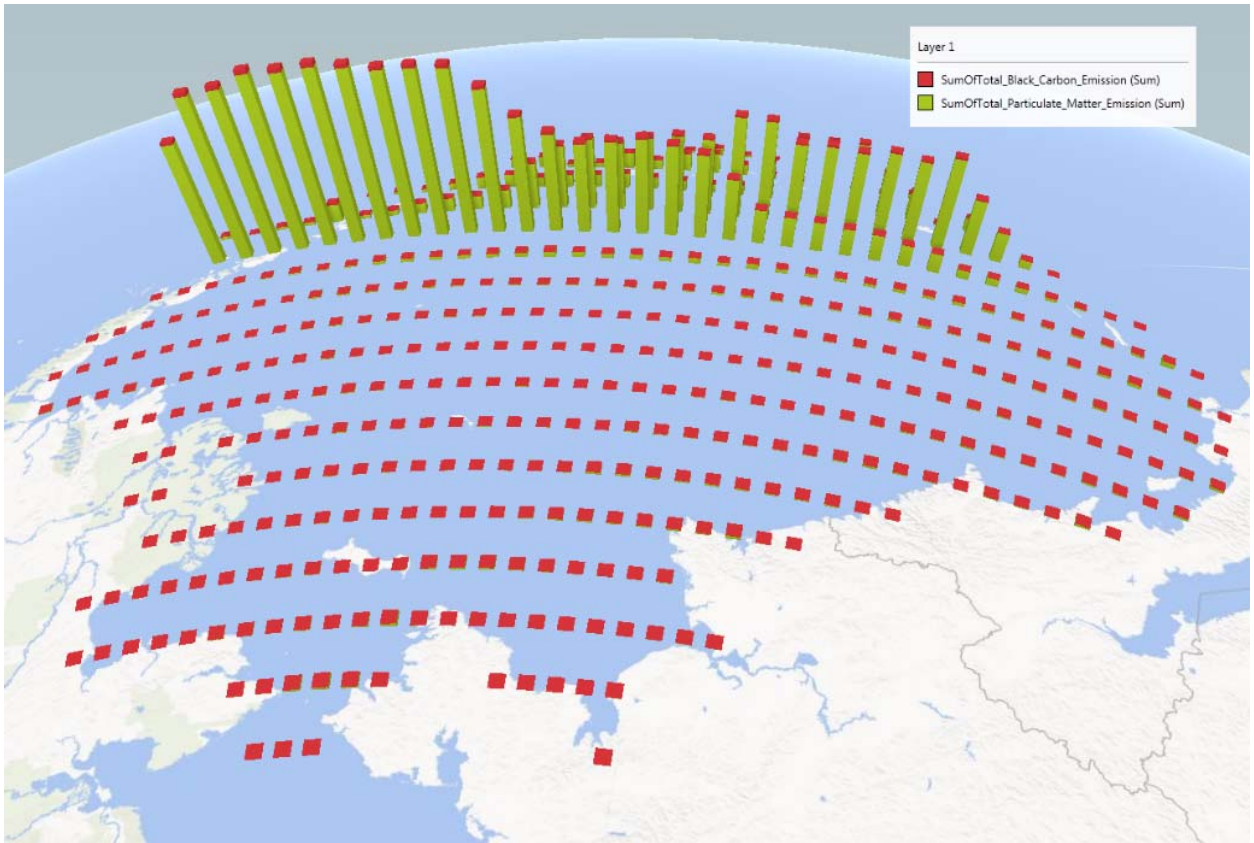 Layer 1
SumOfTotal_Black_Carbon_Emission (Sum)
SumOfTotal_Particulate_Matter_Emission (Sum)